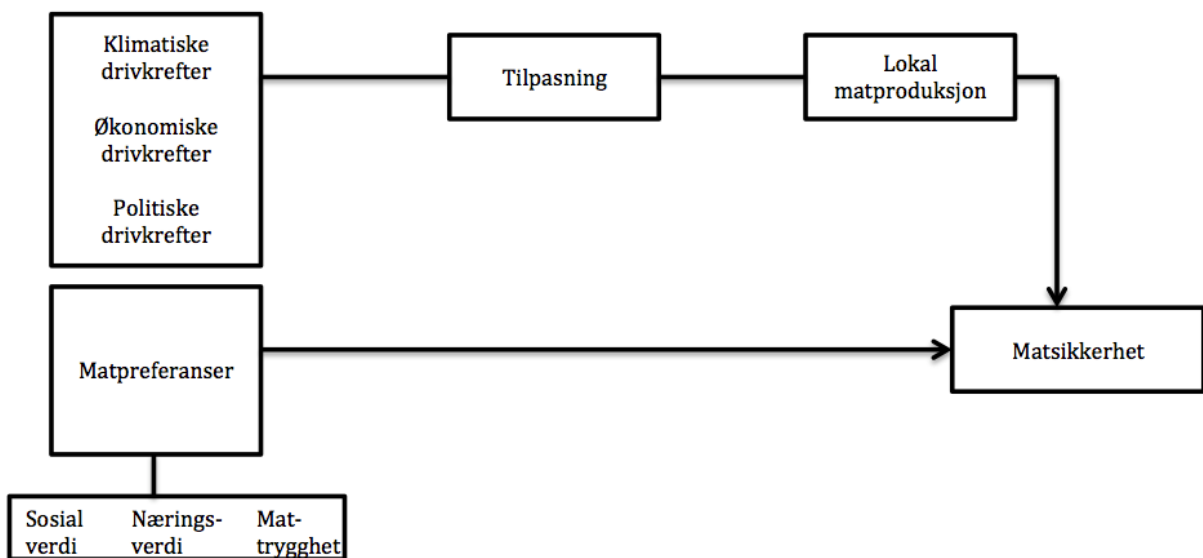 Klimatiske
drivkrefter
Økonomiske
drivkrefter
Politiske
drivkrefter
Tilpasning
Lokal
matproduksjon
Matpreferanser
Matsikkerhet
Sosial
verdi
Nærings-
verdi
Mat-
trygghet